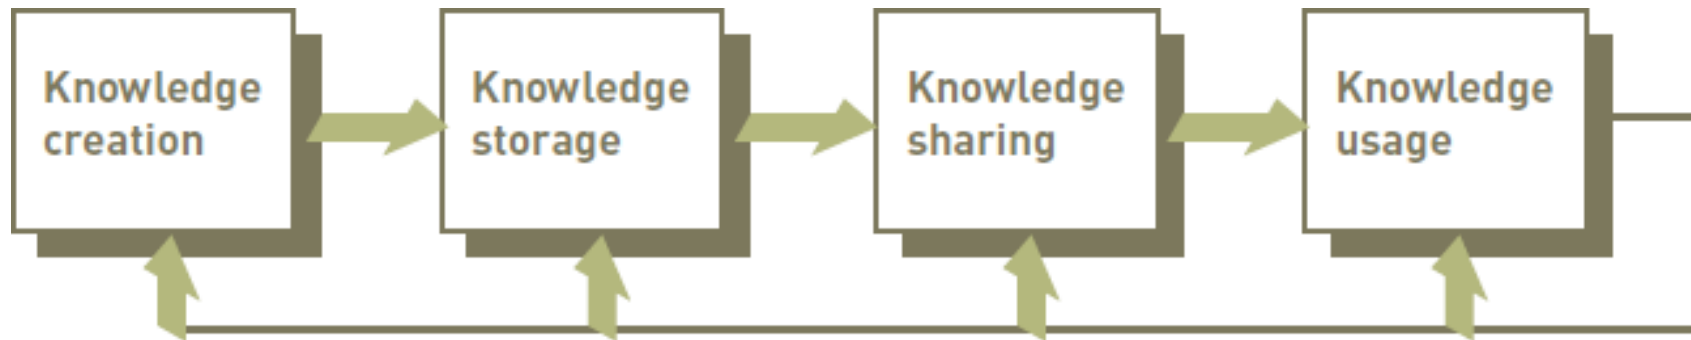 Knowledge
creation
Knowledge
storage
Knowledge
sharing
Knowledge
usage